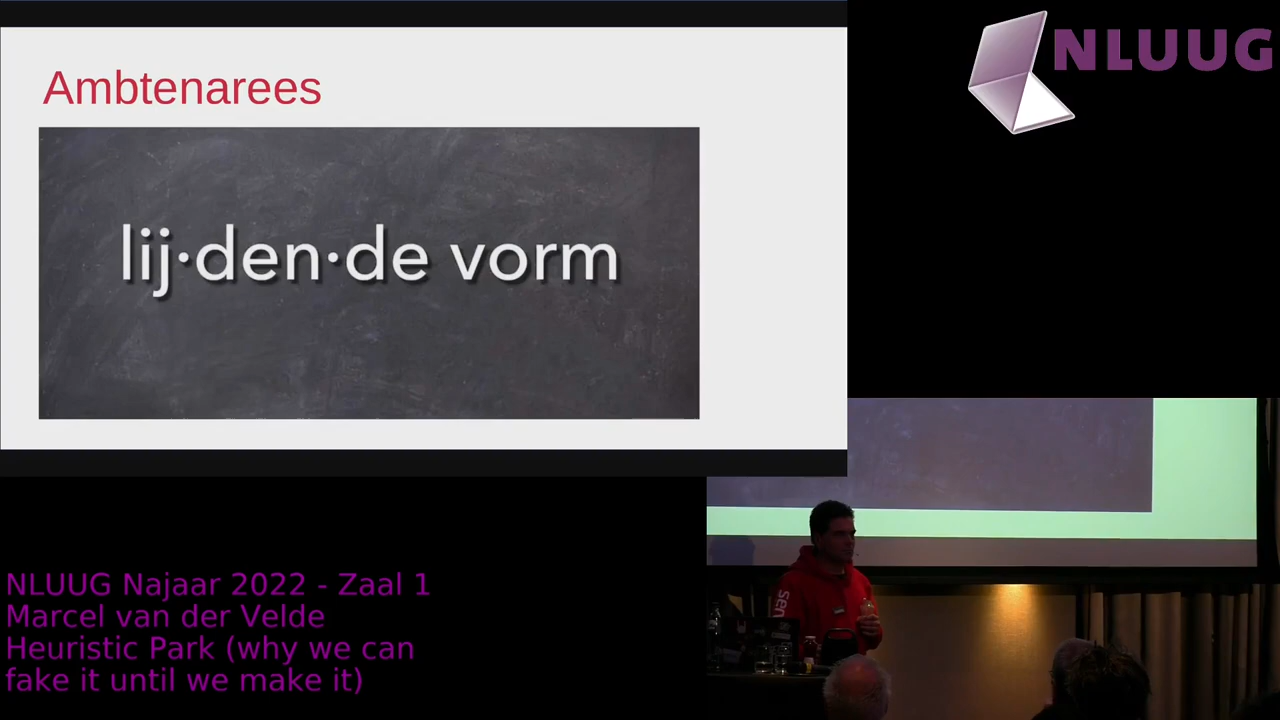 Ambtenarees
lij·den·de vorm
NLUUG
sen
NLUUG Najaar 2022 - Zaal 1
Marcel van der Velde
Heuristic Park (why we can
fake it until we make it)